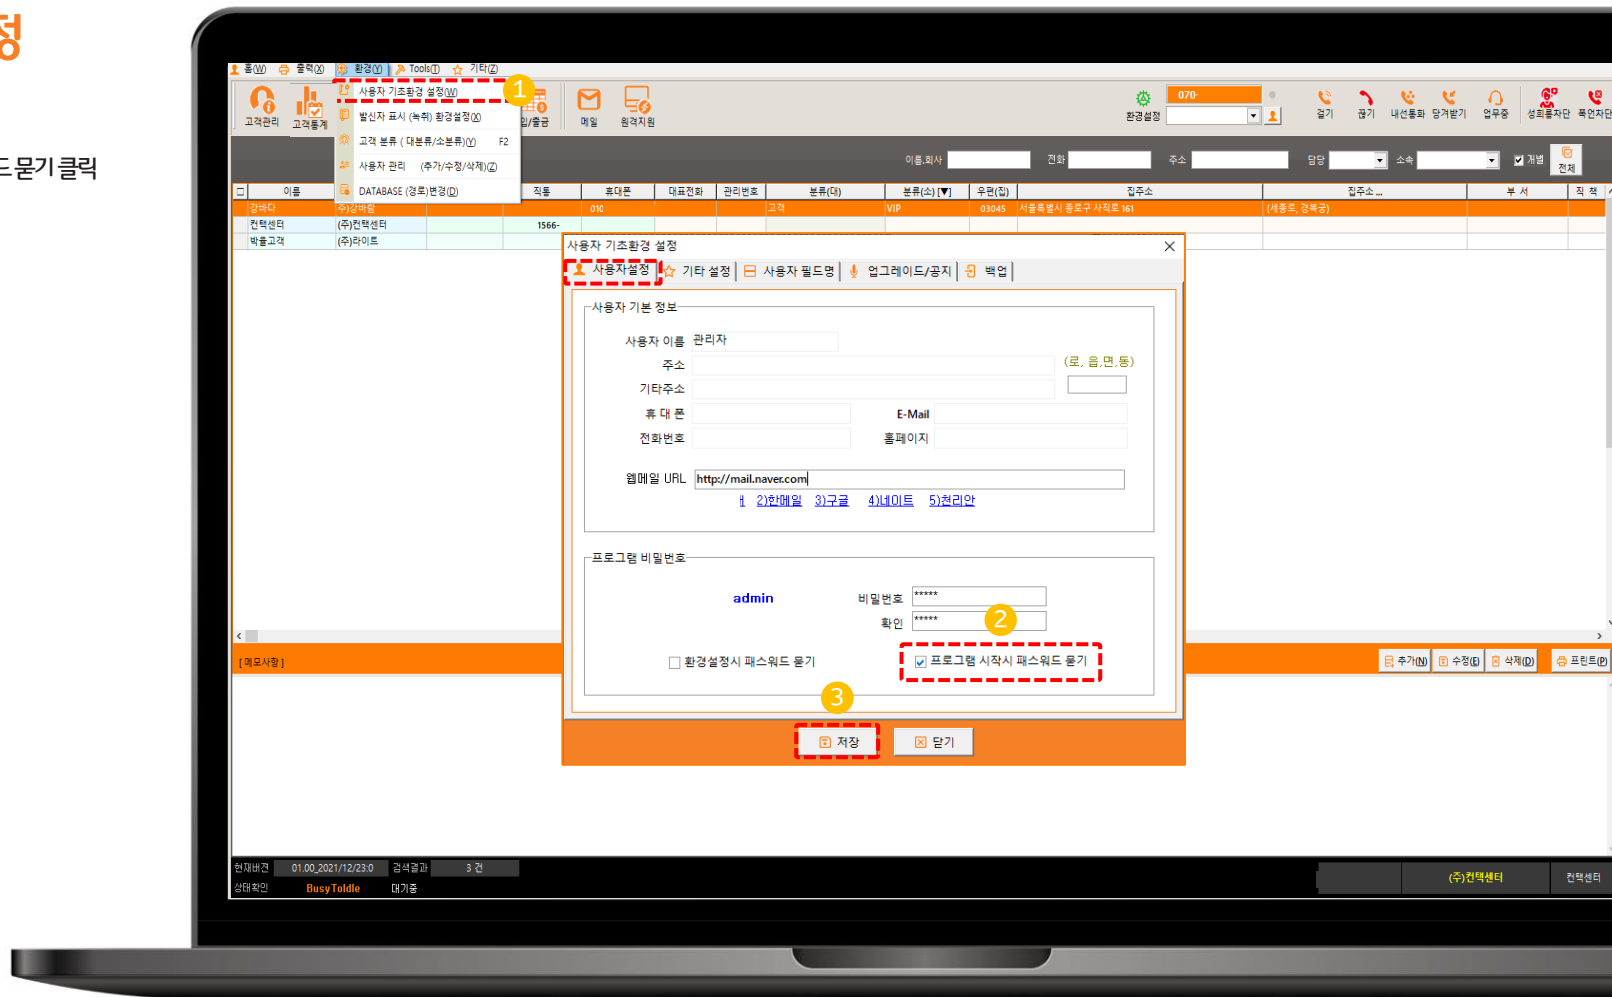 정
드 묻기 클릭
홈(W) 출력(X) 환경(Y) Tools(T) 기타(Z)
사용자 기초환경 설정(W)
1
발신자 표시 (녹취) 환경설정(X)
고객 분류 ( 대분류/소분류)(Y) F2
사용자 관리 (추가/수정/삭제)(Z)
DATABASE (경로)변경(D)
고객관리 고객통계 입/출금 메일 원격지원
환경설정 070- 걸기 끊기 내선통화 당겨받기 업무중 성희롱차단 폭언차단
이름,회사 전화 주소 담당 소속 개별 전체
이름 직통 휴대폰 대표전화 관리번호 분류(대) 분류(소) [▼] 우편(집) 집주소 집주소 ... 부 서 직 책
강바다 주)강바람 010 고객 VIP 03045 서울특별시 종로구 사직로 161 (세종로, 경복궁)
컨택센터 (주)컨택센터 1566-
박율고객 (주)라이트
사용자 기초환경 설정
사용자설정 기타 설정 사용자 필드명 업그레이드/공지 백업
사용자 기본 정보
사용자 이름 관리자
주소 (로, 읍,면,동)
기타주소
휴 대 폰 E-Mail
전화번호 홈페이지
웹메일 URL http://mail.naver.com
2)한메일 3)구글 4)네이트 5)천리안
프로그램 비밀번호
admin 비밀번호 *****
확인 *****
2
환경설정시 패스워드 묻기 프로그램 시작시 패스워드 묻기
3
저장 닫기
[ 메모사항 ] 추가(N) 수정(E) 삭제(D) 프린트(P)
현재버전 01.00_2021/12/23:0 검색결과 3 건
상태확인 BusyToIdle 대기중
(주)컨택센터 컨택센터